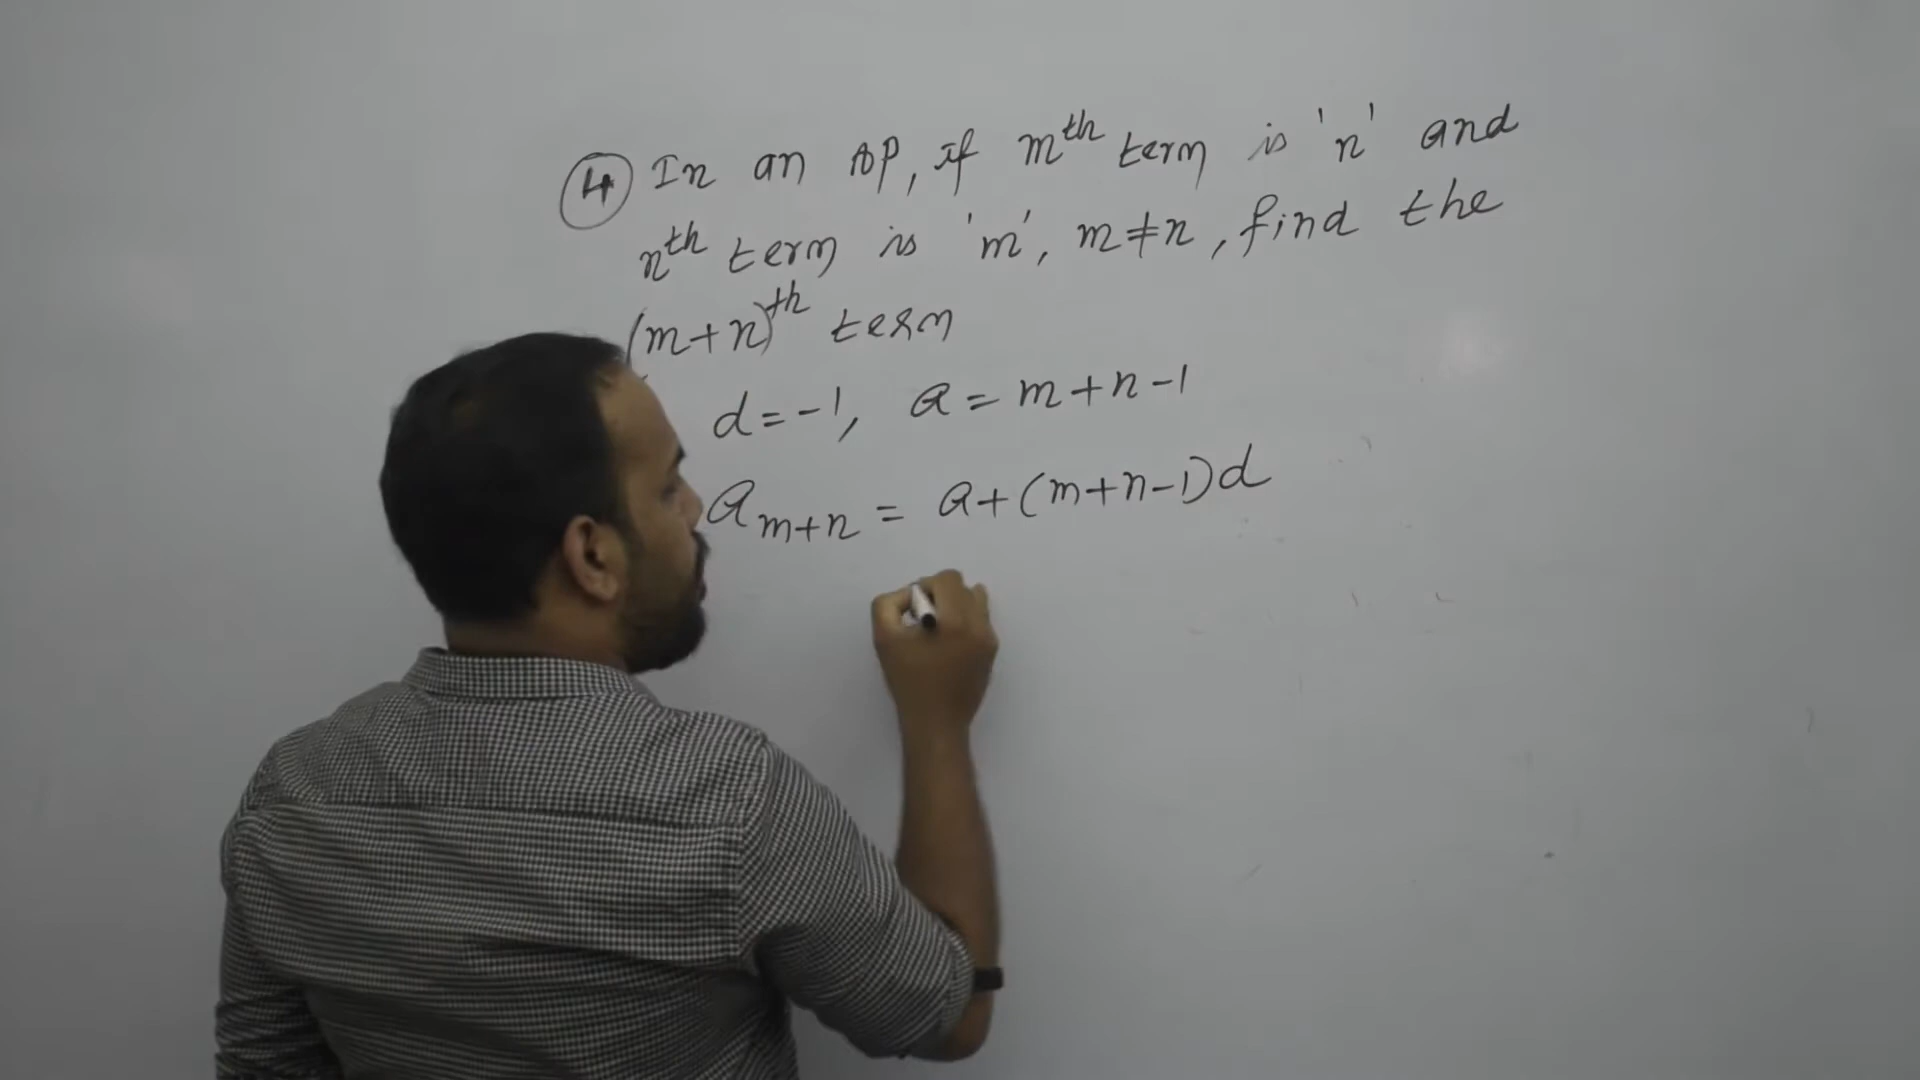 ④ In an AP, if mᵗʰ term is 'n' and
nᵗʰ term is 'm', m≠n, find the
(m+n)ᵗʰ term
d=-1, a=m+n-1
aₘ₊ₙ = a+(m+n-1)d